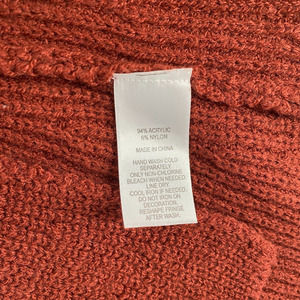 94% ACRYLIC
6% NYLON
MADE IN CHINA
HAND WASH COLD
SEPARATELY.
ONLY NON-CHLORINE
BLEACH WHEN NEEDED.
LINE DRY.
COOL IRON IF NEEDED.
DO NOT IRON ON
DECORATION.
RESHAPE FRINGE
AFTER WASH.